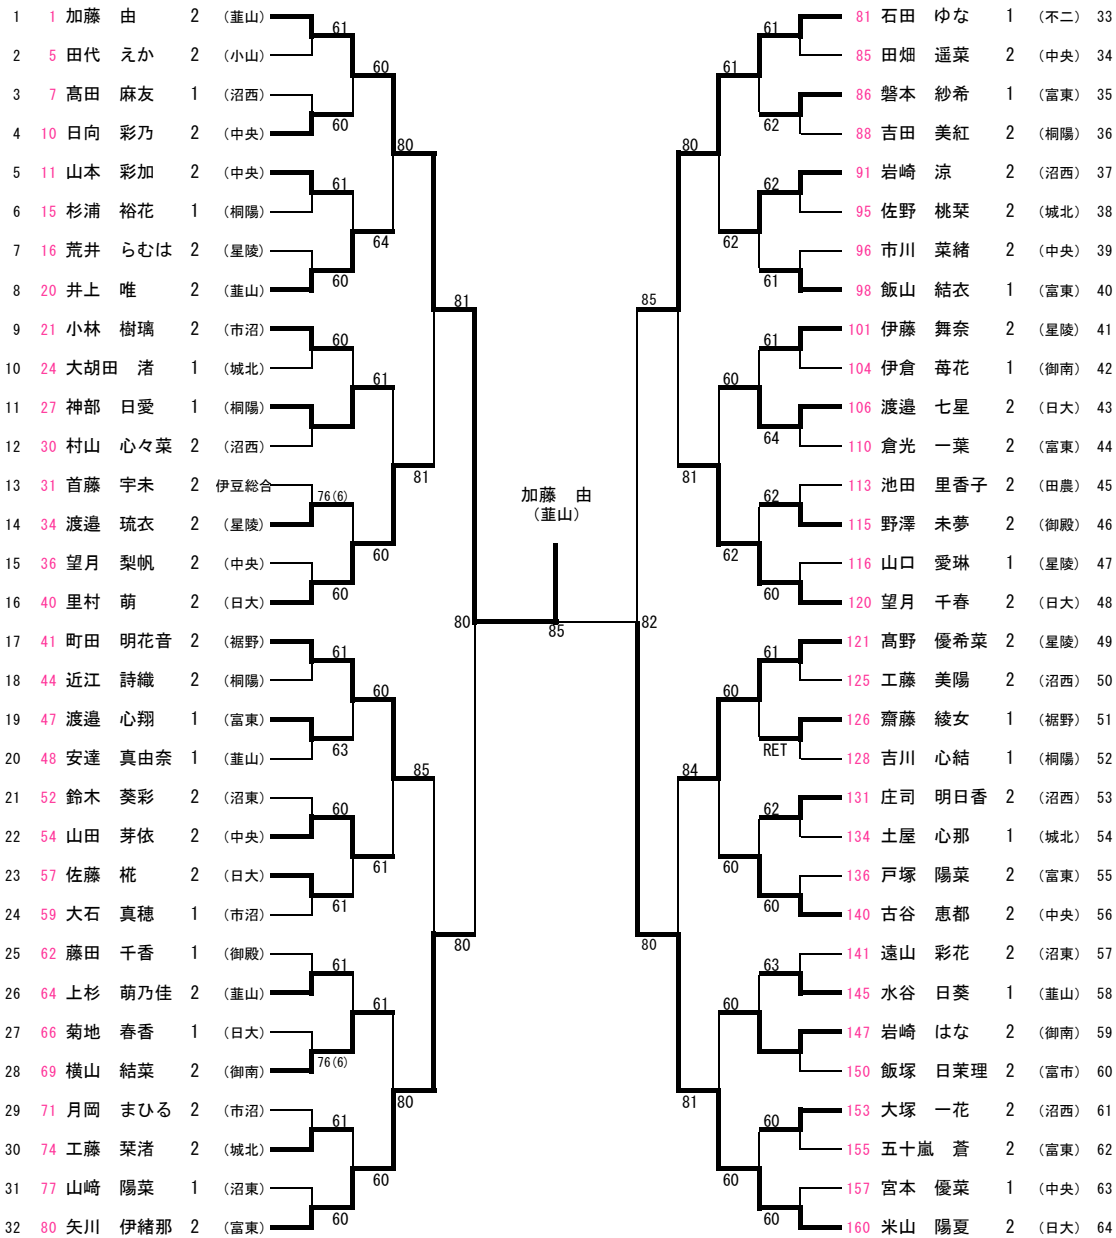 1 1 加藤 由 2 (韮山)
2 5 田代 えか 2 (小山)
3 7 髙田 麻友 1 (沼西)
4 10 日向 彩乃 2 (中央)
5 11 山本 彩加 2 (中央)
6 15 杉浦 裕花 1 (桐陽)
7 16 荒井 らむは 2 (星陵)
8 20 井上 唯 2 (韮山)
9 21 小林 樹璃 2 (市沼)
10 24 大胡田 渚 1 (城北)
11 27 神部 日愛 1 (桐陽)
12 30 村山 心々菜 2 (沼西)
13 31 首藤 宇未 2 伊豆総合
14 34 渡邉 琉衣 2 (星陵)
15 36 望月 梨帆 2 (中央)
16 40 里村 萌 2 (日大)
17 41 町田 明花音 2 (裾野)
18 44 近江 詩織 2 (桐陽)
19 47 渡邉 心翔 1 (富東)
20 48 安達 真由奈 1 (韮山)
21 52 鈴木 葵彩 2 (沼東)
22 54 山田 芽依 2 (中央)
23 57 佐藤 椛 2 (日大)
24 59 大石 真穂 1 (市沼)
25 62 藤田 千香 1 (御殿)
26 64 上杉 萌乃佳 2 (韮山)
27 66 菊地 春香 1 (日大)
28 69 横山 結菜 2 (御南)
29 71 月岡 まひる 2 (市沼)
30 74 工藤 栞渚 2 (城北)
31 77 山﨑 陽菜 1 (沼東)
32 80 矢川 伊緒那 2 (富東)
61
60
61
60
60
76(6)
60
61
63
60
61
61
76(6)
61
60
60
64
61
60
60
61
61
60
80
81
85
80
81
80
80
加藤 由
(韮山)
85
82
85
80
80
81
84
81
61
62
60
62
60
60
60
60
61
62
62
61
61
64
62
60
61
RET
62
60
63
60
60
81 石田 ゆな 1 (不二) 33
85 田畑 遥菜 2 (中央) 34
86 磐本 紗希 1 (富東) 35
88 吉田 美紅 2 (桐陽) 36
91 岩崎 涼 2 (沼西) 37
95 佐野 桃栞 2 (城北) 38
96 市川 菜緒 2 (中央) 39
98 飯山 結衣 1 (富東) 40
101 伊藤 舞奈 2 (星陵) 41
104 伊倉 苺花 1 (御南) 42
106 渡邉 七星 2 (日大) 43
110 倉光 一葉 2 (富東) 44
113 池田 里香子 2 (田農) 45
115 野澤 未夢 2 (御殿) 46
116 山口 愛琳 1 (星陵) 47
120 望月 千春 2 (日大) 48
121 髙野 優希菜 2 (星陵) 49
125 工藤 美陽 2 (沼西) 50
126 齋藤 綾女 1 (裾野) 51
128 吉川 心結 1 (桐陽) 52
131 庄司 明日香 2 (沼西) 53
134 土屋 心那 1 (城北) 54
136 戸塚 陽菜 2 (富東) 55
140 古谷 恵都 2 (中央) 56
141 遠山 彩花 2 (沼東) 57
145 水谷 日葵 1 (韮山) 58
147 岩崎 はな 2 (御南) 59
150 飯塚 日茉理 2 (富市) 60
153 大塚 一花 2 (沼西) 61
155 五十嵐 蒼 2 (富東) 62
157 宮本 優菜 1 (中央) 63
160 米山 陽夏 2 (日大) 64